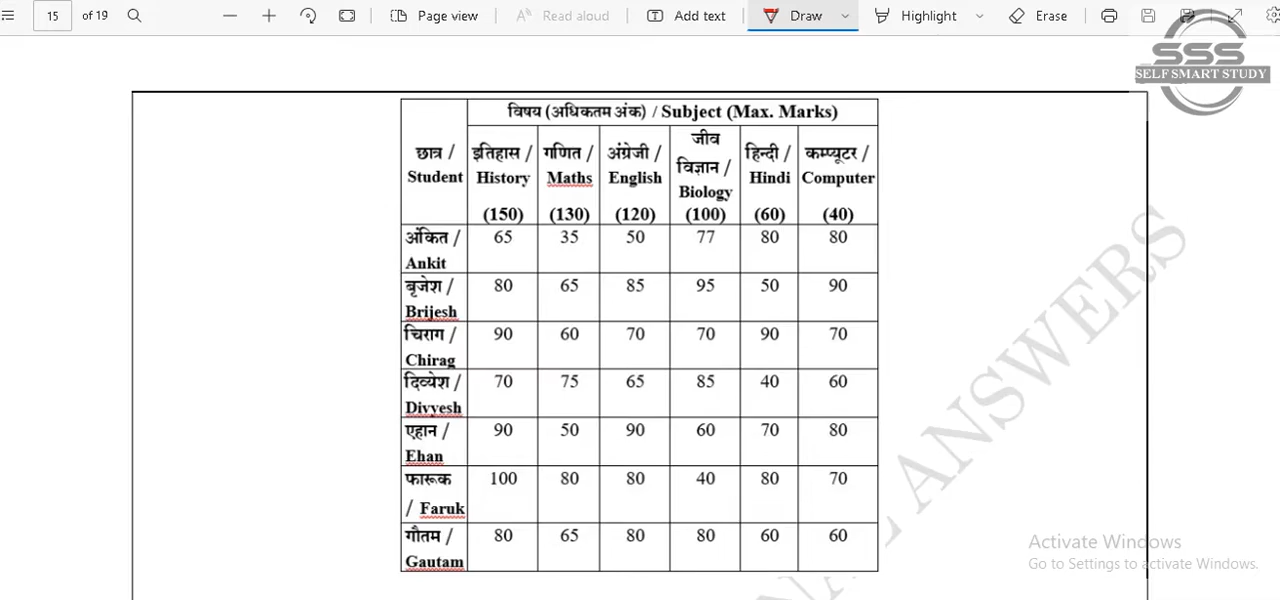 15 of 19 Page view Read aloud Add text Draw Highlight Erase
SSS
SELF SMART STUDY
विषय (अधिकतम अंक) / Subject (Max. Marks)
छात्र / Student इतिहास / History (150) गणित / Maths (130) अंग्रेजी / English (120) जीव विज्ञान / Biology (100) हिन्दी / Hindi (60) कम्प्यूटर / Computer (40)
अंकित / Ankit 65 35 50 77 80 80
बृजेश / Brijesh 80 65 85 95 50 90
चिराग / Chirag 90 60 70 70 90 70
दिव्येश / Divyesh 70 75 65 85 40 60
एहान / Ehan 90 50 90 60 70 80
फारूक / Faruk 100 80 80 40 80 70
गौतम / Gautam 80 65 80 80 60 60
ANSWERS
Activate Windows
Go to Settings to activate Windows.